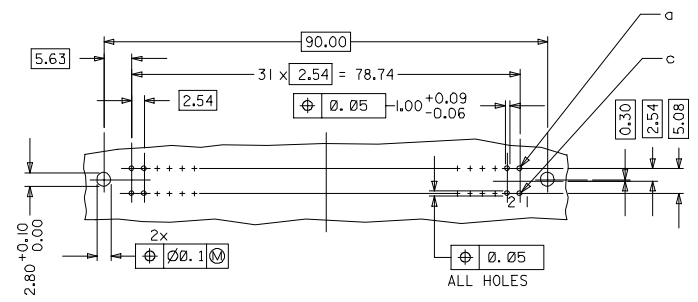 a
90.00
5.63
31 x 2.54 = 78.74
c
2.54
⌖ 0.05 1.00 +0.09 -0.06
0.30
2.54
5.08
2 1
2.80 +0.10 0.00
2x
⌖ Ø0.1 Ⓜ
⌖ 0.05
ALL HOLES